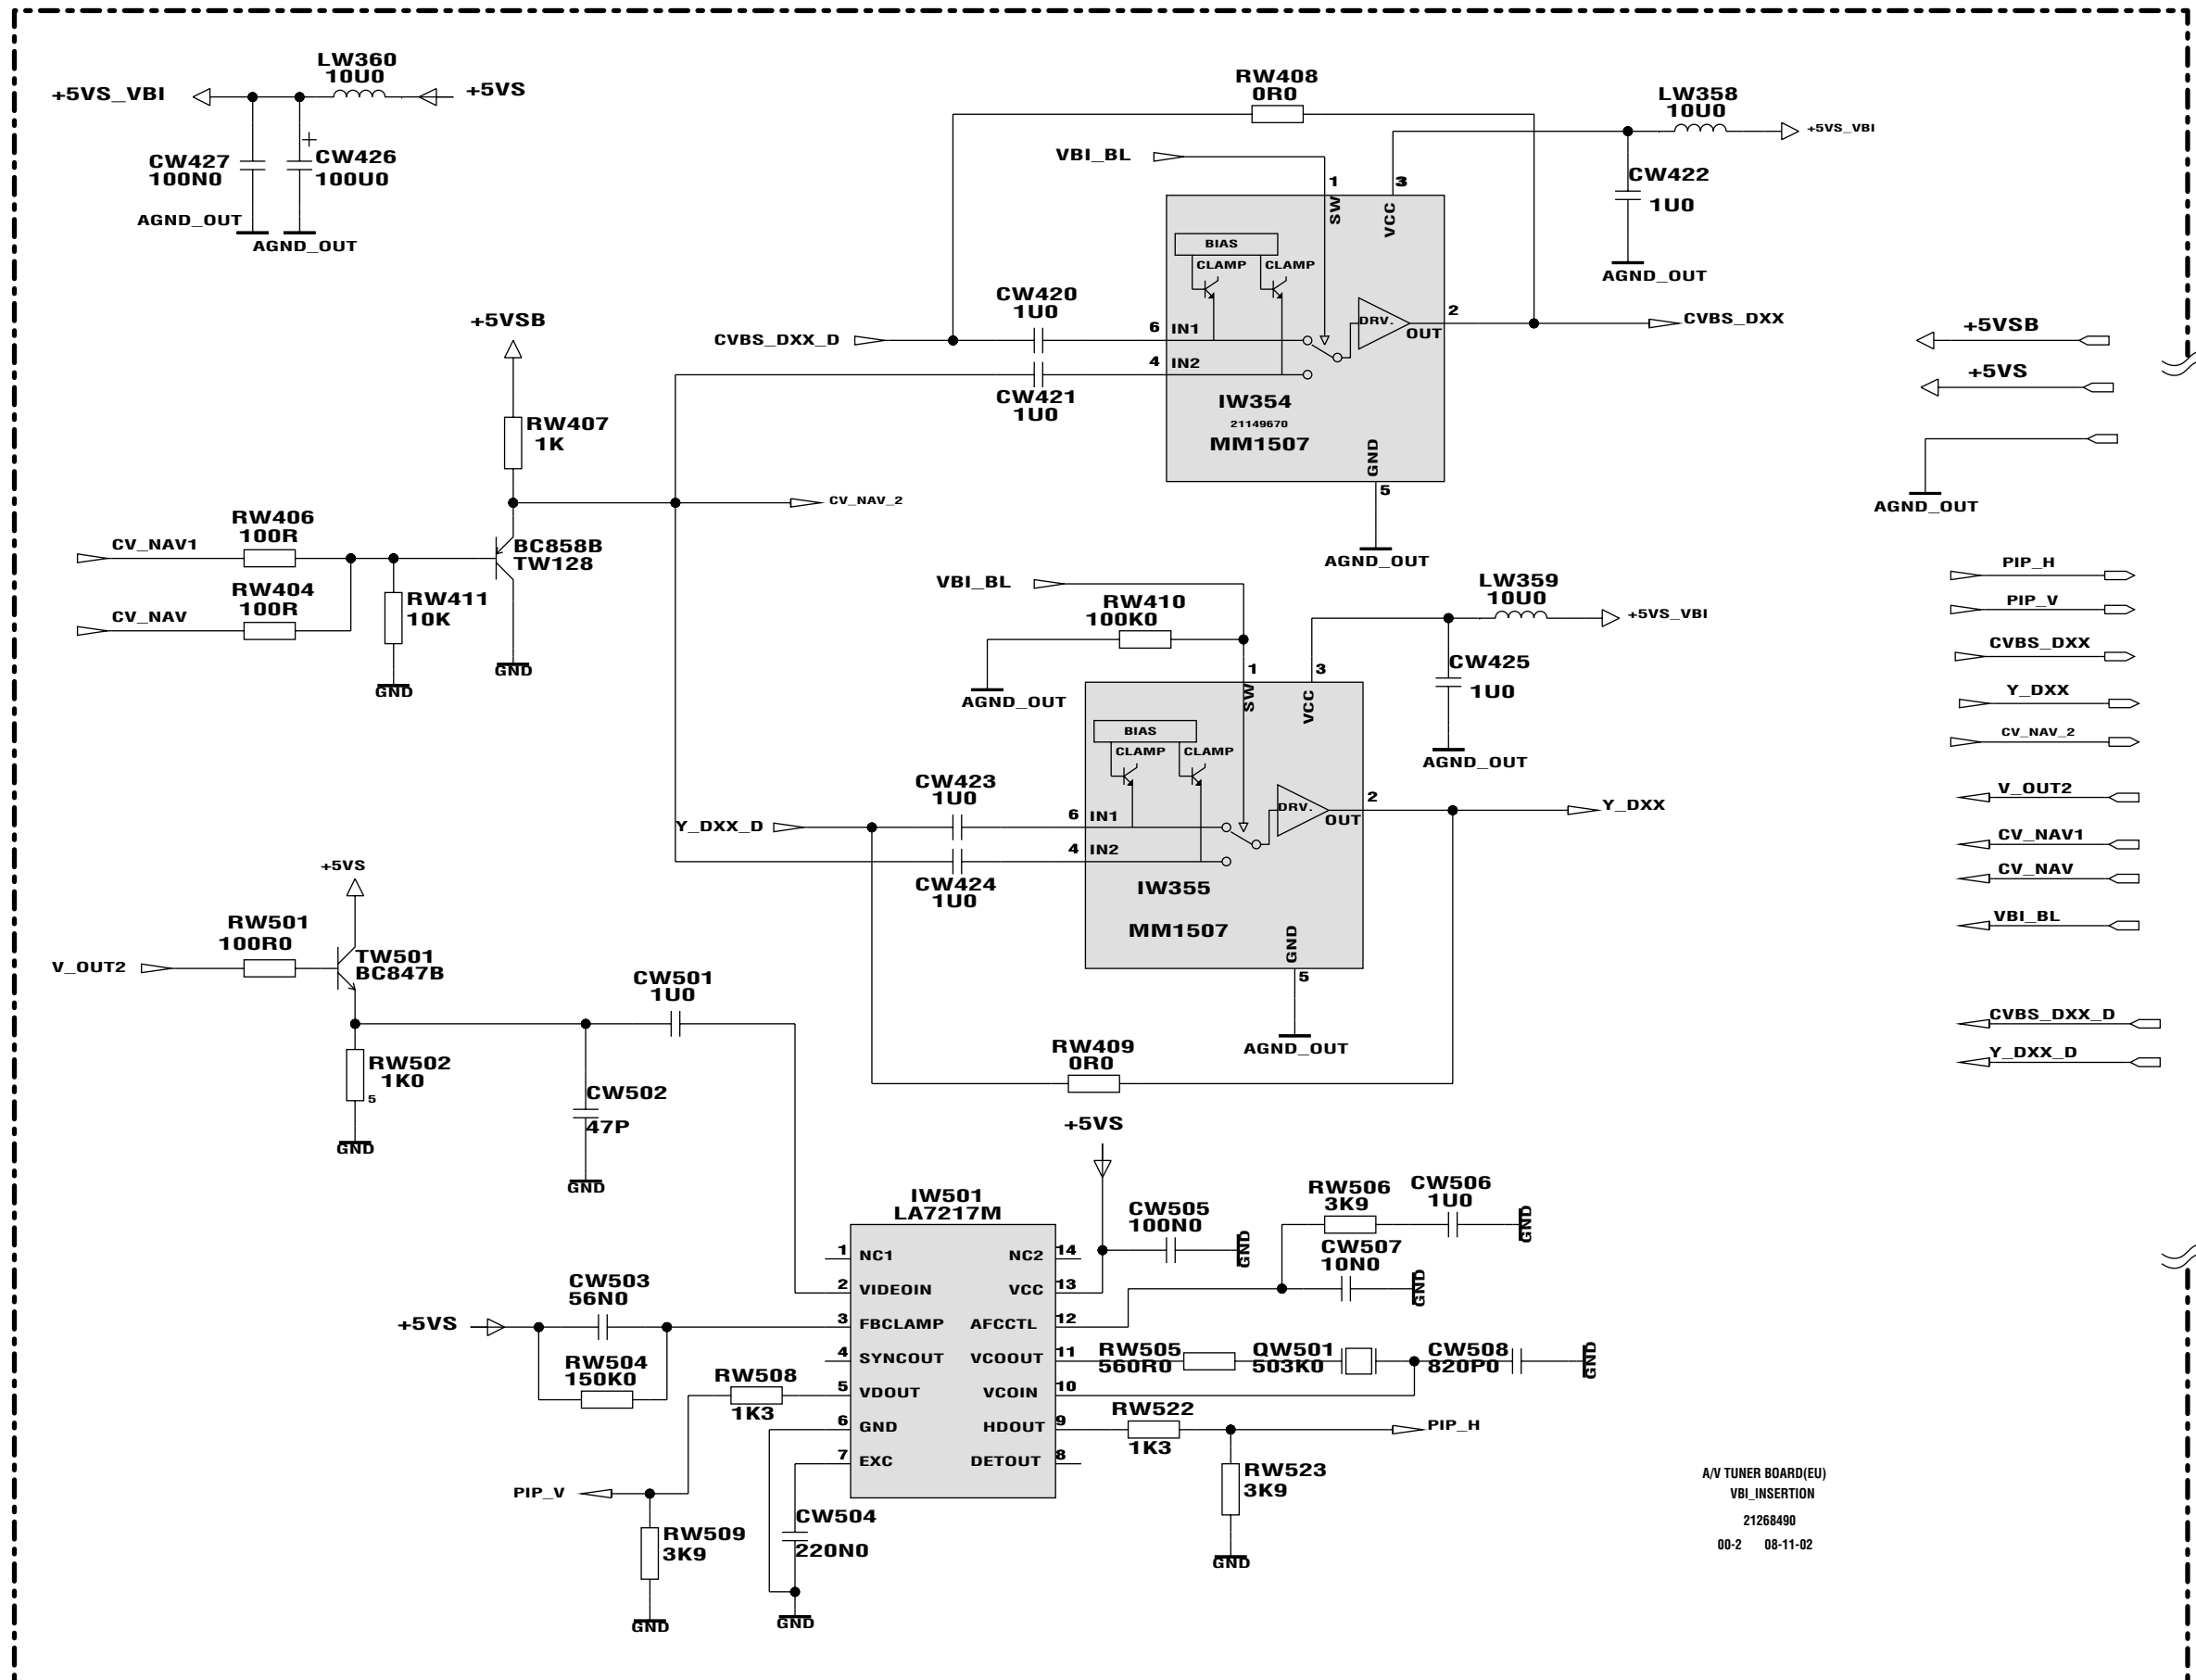 LW360
10U0
+5VS_VBI
+5VS
CW427
100N0
CW426
100U0
+
AGND_OUT
AGND_OUT
RW408
0R0
LW358
10U0
+5VS_VBI
VBI_BL
CW422
1U0
AGND_OUT
1
3
SW
VCC
BIAS
CLAMP
CLAMP
CW420
1U0
CVBS_DXX_D
6
IN1
4
IN2
DRV.
OUT
2
CVBS_DXX
CW421
1U0
IW354
21149670
MM1507
GND
5
AGND_OUT
+5VSB
RW407
1K
CV_NAV_2
RW406
100R
CV_NAV1
BC858B
TW128
RW404
100R
CV_NAV
RW411
10K
GND
GND
VBI_BL
RW410
100K0
AGND_OUT
LW359
10U0
+5VS_VBI
CW425
1U0
AGND_OUT
1
3
SW
VCC
BIAS
CLAMP
CLAMP
CW423
1U0
Y_DXX_D
6
IN1
4
IN2
DRV.
OUT
2
Y_DXX
CW424
1U0
IW355
MM1507
GND
5
AGND_OUT
RW409
0R0
+5VS
RW501
100R0
V_OUT2
TW501
BC847B
CW501
1U0
RW502
1K0
5
GND
CW502
47P
GND
+5VS
IW501
LA7217M
1
NC1
NC2
14
2
VIDEOIN
VCC
13
3
FBCLAMP
AFCCTL
12
4
SYNCOUT
VCOOUT
11
5
VDOUT
VCOIN
10
6
GND
HDOUT
9
7
EXC
DETOUT
8
CW505
100N0
GND
RW506
3K9
CW506
1U0
GND
CW507
10N0
GND
RW505
560R0
QW501
503K0
CW508
820P0
GND
CW503
56N0
+5VS
RW504
150K0
RW508
1K3
RW522
1K3
PIP_H
RW523
3K9
GND
PIP_V
RW509
3K9
GND
CW504
220N0
GND
+5VSB
+5VS
AGND_OUT
PIP_H
PIP_V
CVBS_DXX
Y_DXX
CV_NAV_2
V_OUT2
CV_NAV1
CV_NAV
VBI_BL
CVBS_DXX_D
Y_DXX_D
A/V TUNER BOARD(EU)
VBI_INSERTION
21268490
00-2 08-11-02